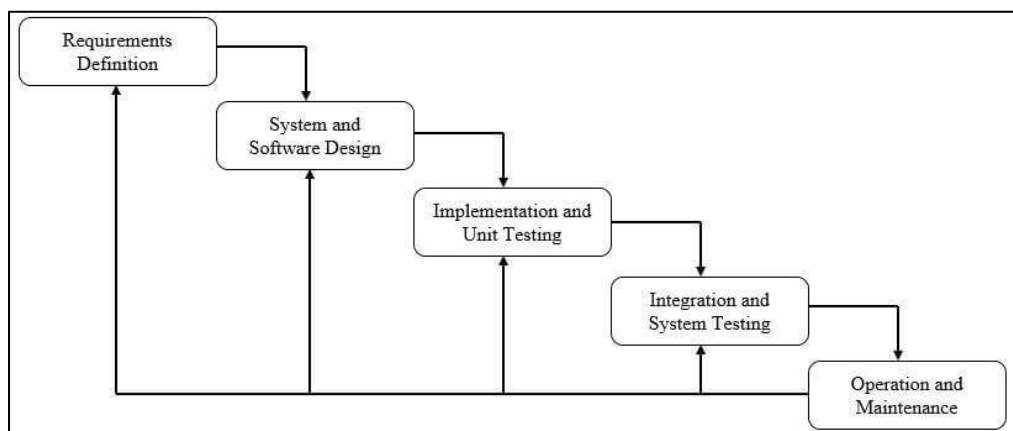 Requirements
Definition
System and
Software Design
Implementation and
Unit Testing
Integration and
System Testing
Operation and
Maintenance